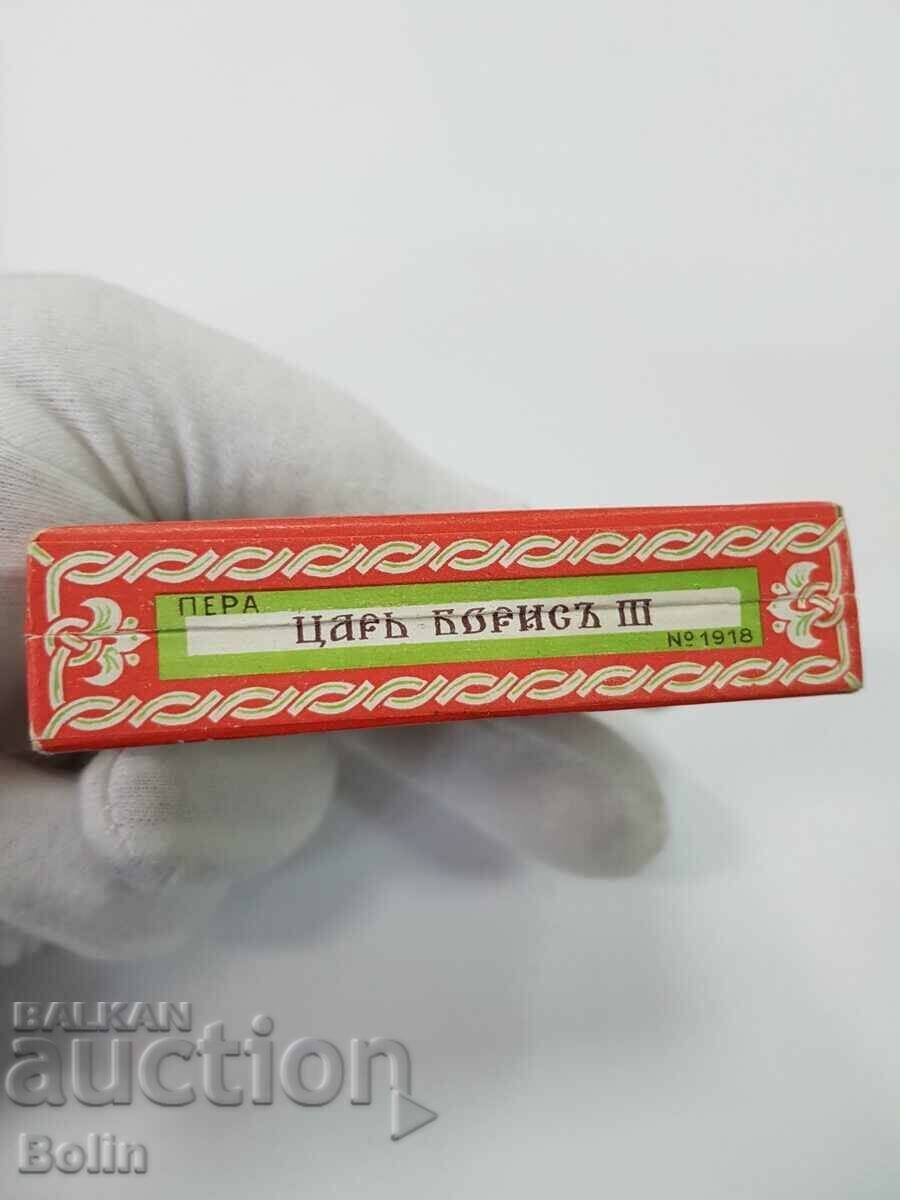 ПЕРА
ЦАРЬ БОРИСЪ III
№ 1918
BALKAN
auction
Bolin